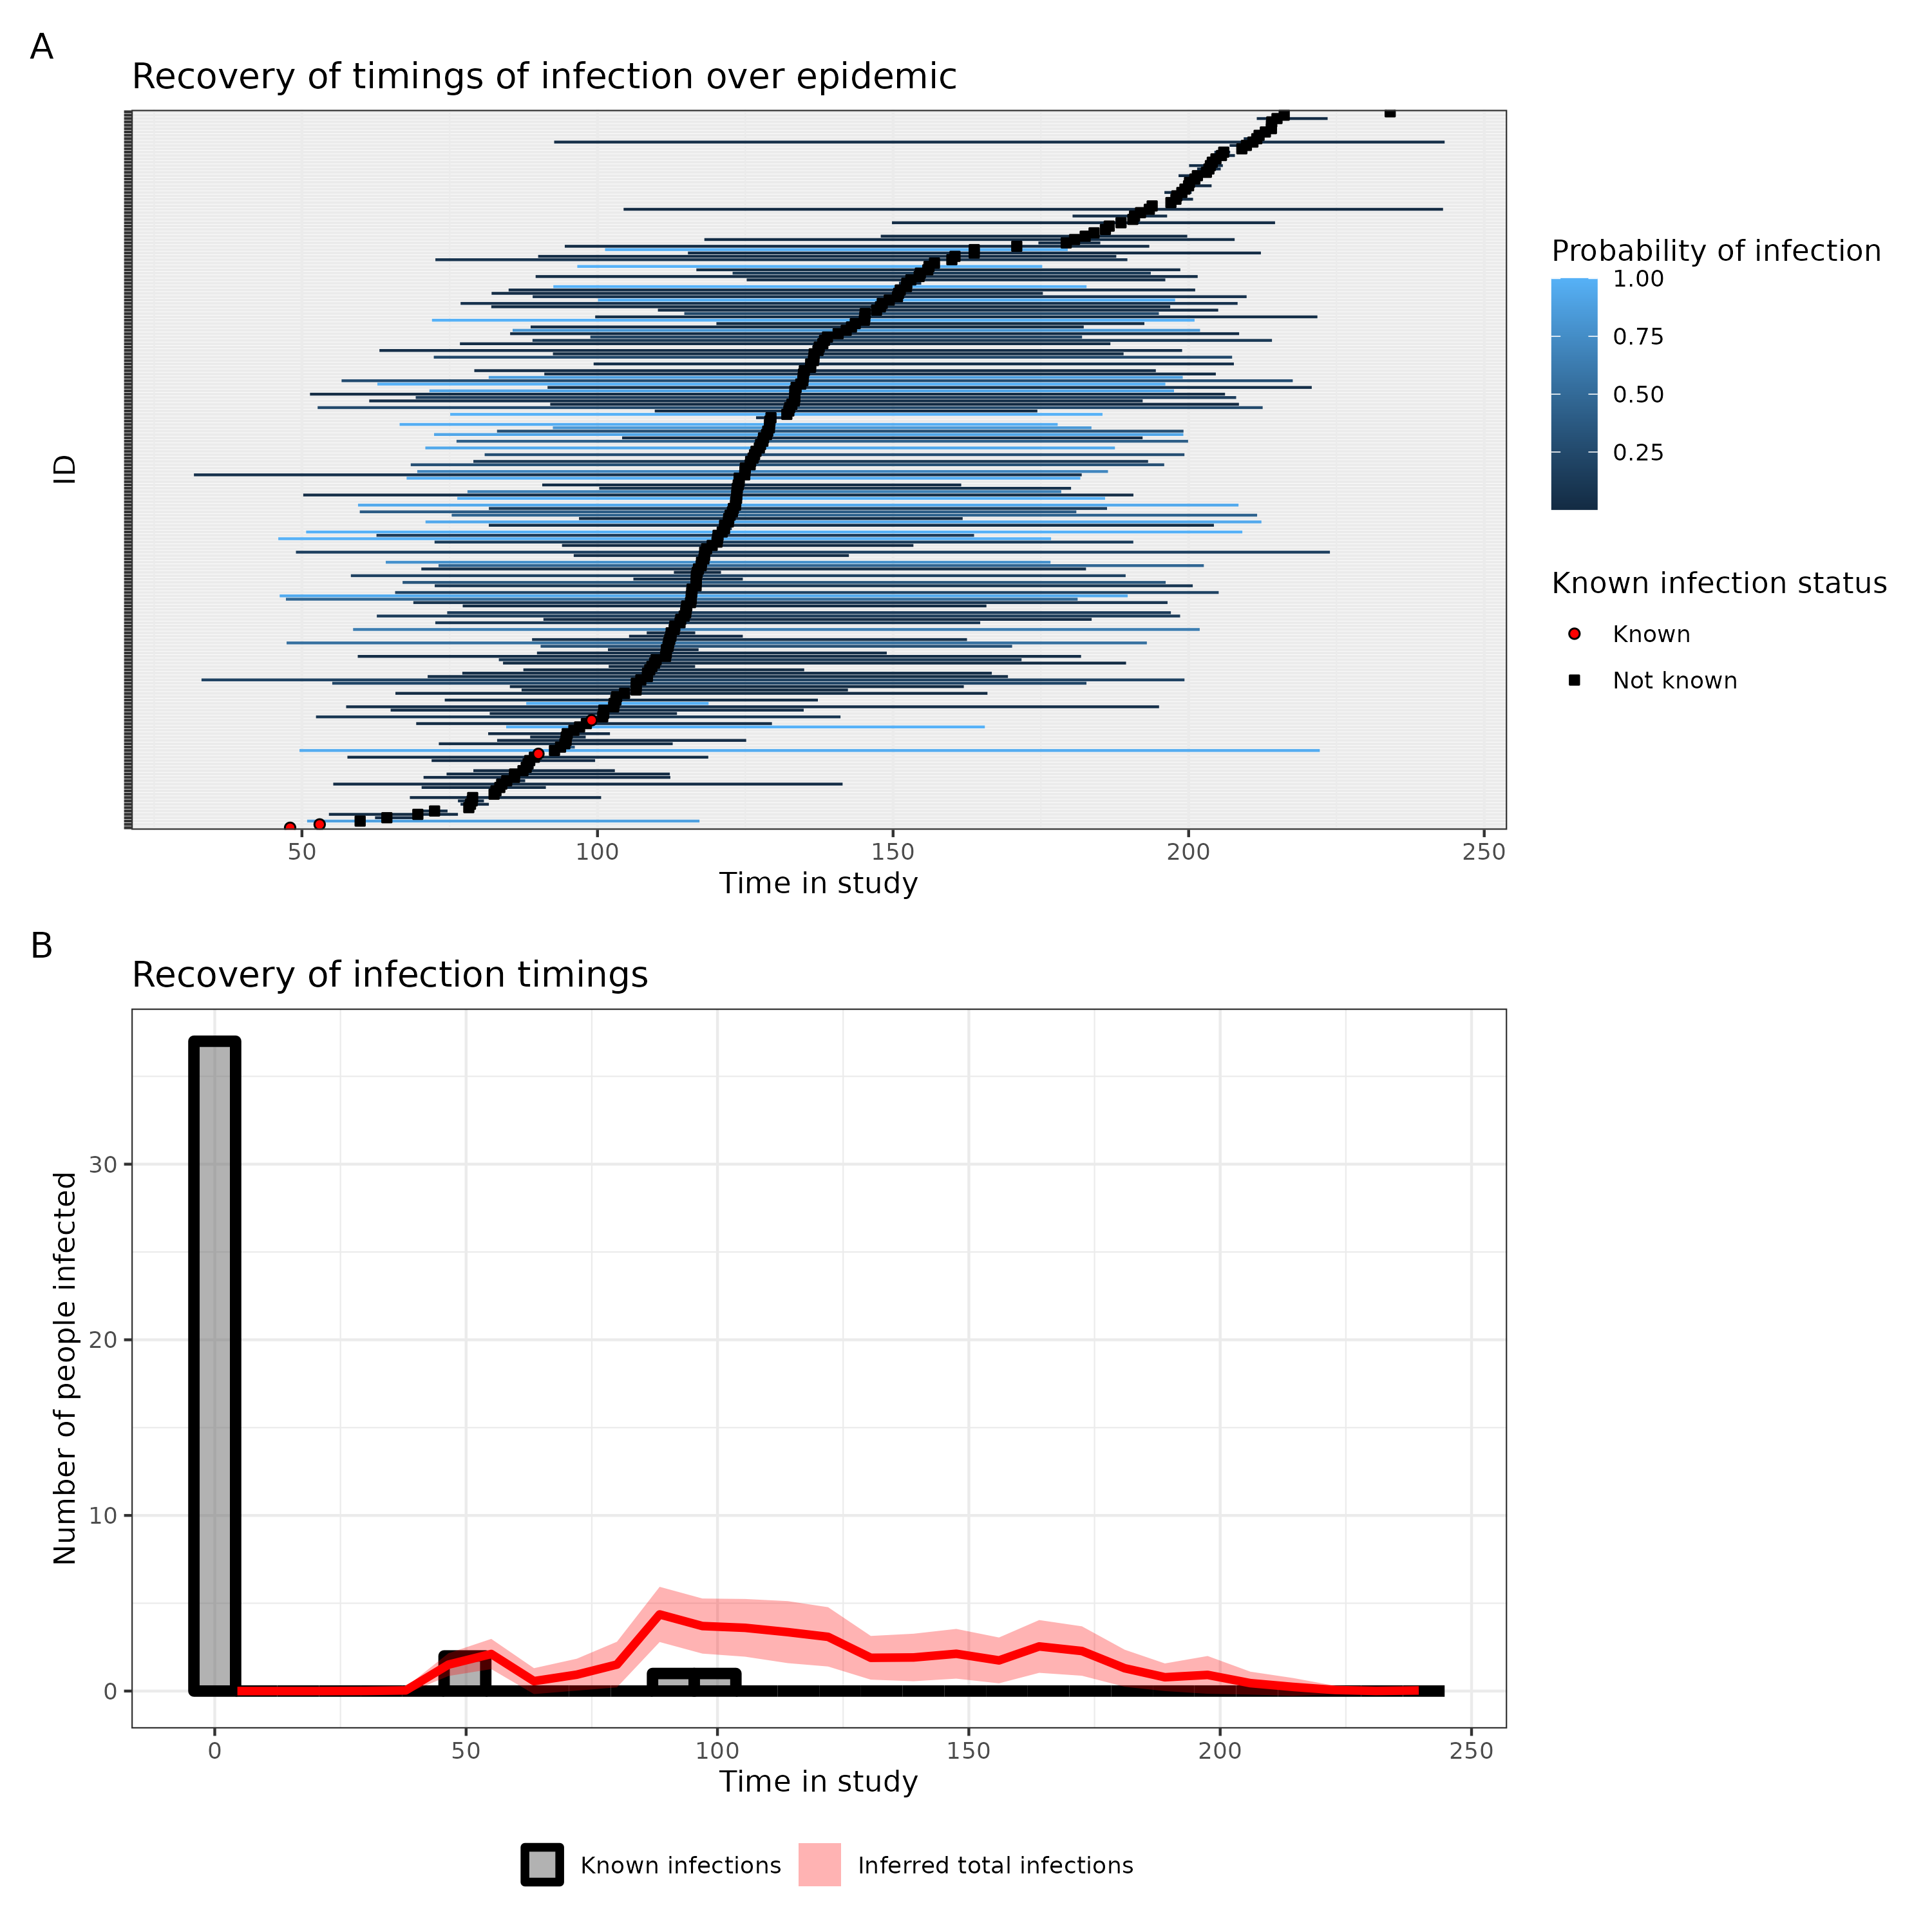 A
Recovery of timings of infection over epidemic
ID
50 100 150 200 250
Time in study
Probability of infection
1.00
0.75
0.50
0.25
Known infection status
Known
Not known
B
Recovery of infection timings
Number of people infected
30
20
10
0
0 50 100 150 200 250
Time in study
Known infections Inferred total infections